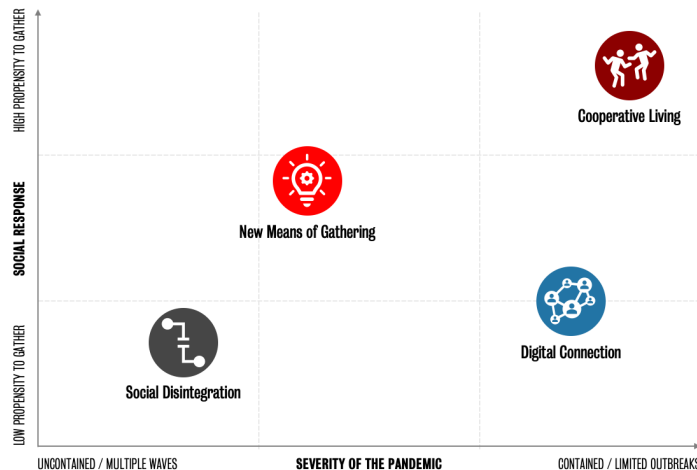 HIGH PROPENSITY TO GATHER
Cooperative Living
SOCIAL RESPONSE
New Means of Gathering
Digital Connection
LOW PROPENSITY TO GATHER
Social Disintegration
UNCONTAINED / MULTIPLE WAVES
SEVERITY OF THE PANDEMIC
CONTAINED / LIMITED OUTBREAKS